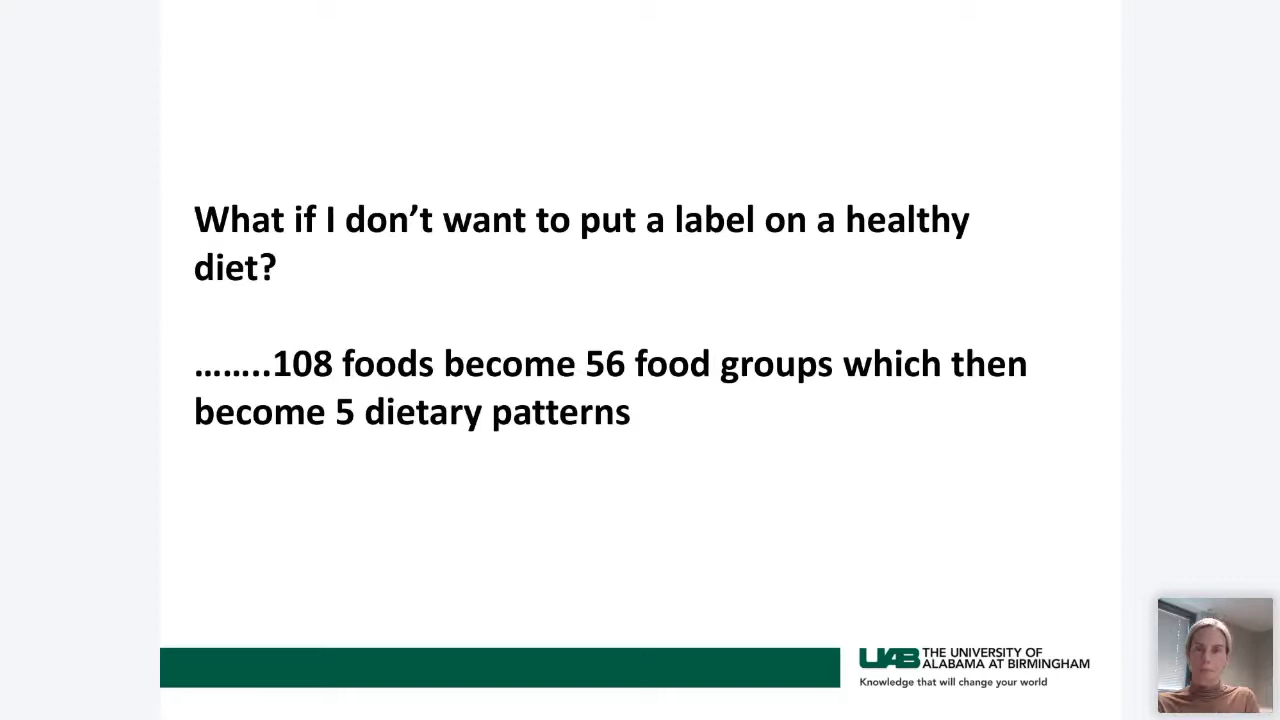 What if I don’t want to put a label on a healthy
diet?
……..108 foods become 56 food groups which then
become 5 dietary patterns
UAB THE UNIVERSITY OF
ALABAMA AT BIRMINGHAM
Knowledge that will change your world